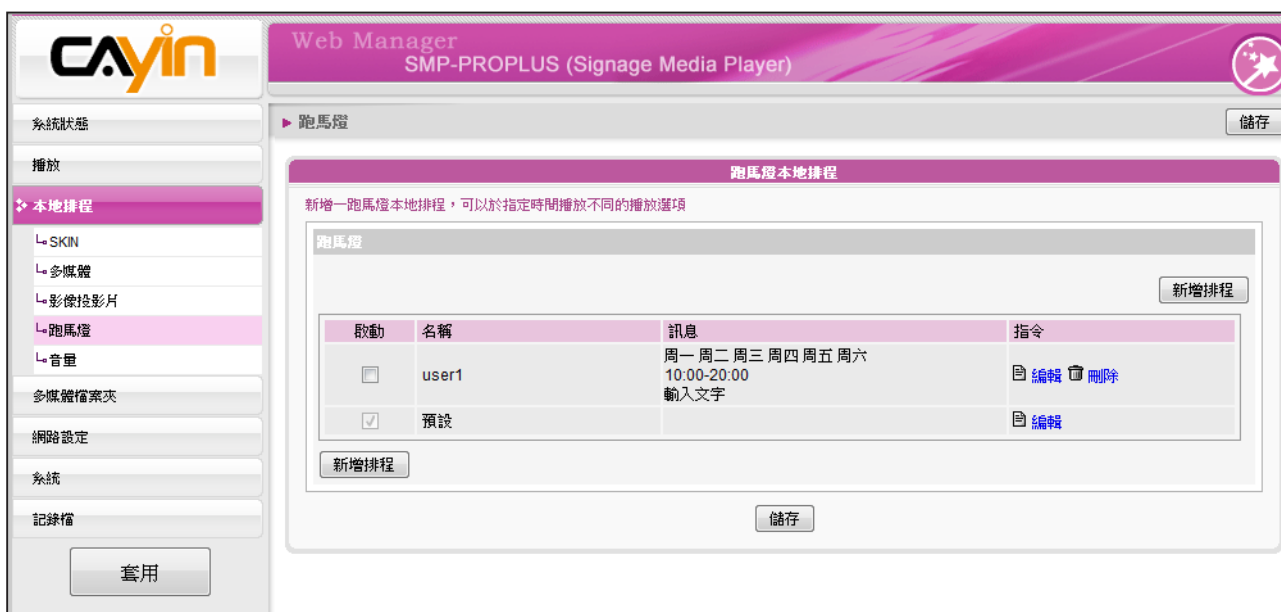 CAYIN
Web Manager
SMP-PROPLUS (Signage Media Player)
系統狀態
播放
本地排程
SKIN
多媒體
影像投影片
跑馬燈
音量
多媒體檔案夾
網路設定
系統
記錄檔
套用
跑馬燈
儲存
跑馬燈本地排程
新增一跑馬燈本地排程，可以於指定時間播放不同的播放選項
跑馬燈
新增排程
啟動 名稱 訊息 指令
user1
周一 周二 周三 周四 周五 周六
10:00-20:00
輸入文字
編輯 刪除
預設
編輯
新增排程
儲存